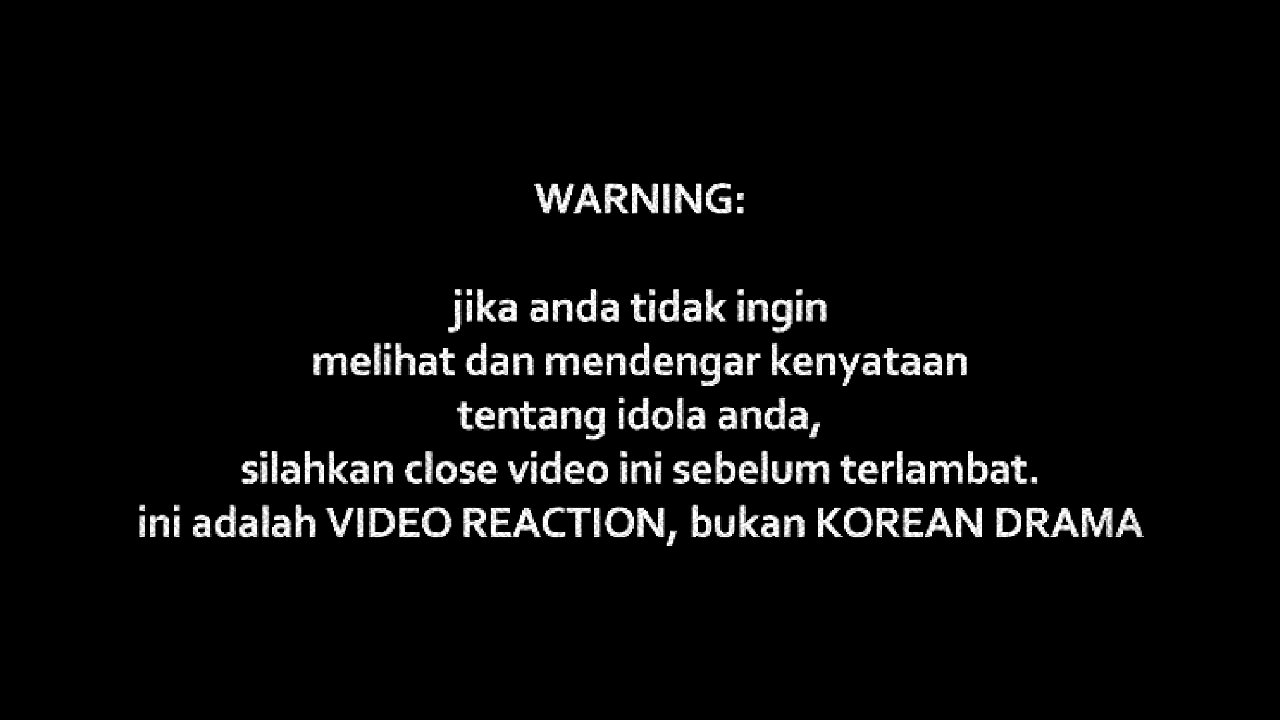 WARNING:
jika anda tidak ingin
melihat dan mendengar kenyataan
tentang idola anda,
silahkan close video ini sebelum terlambat.
ini adalah VIDEO REACTION, bukan KOREAN DRAMA